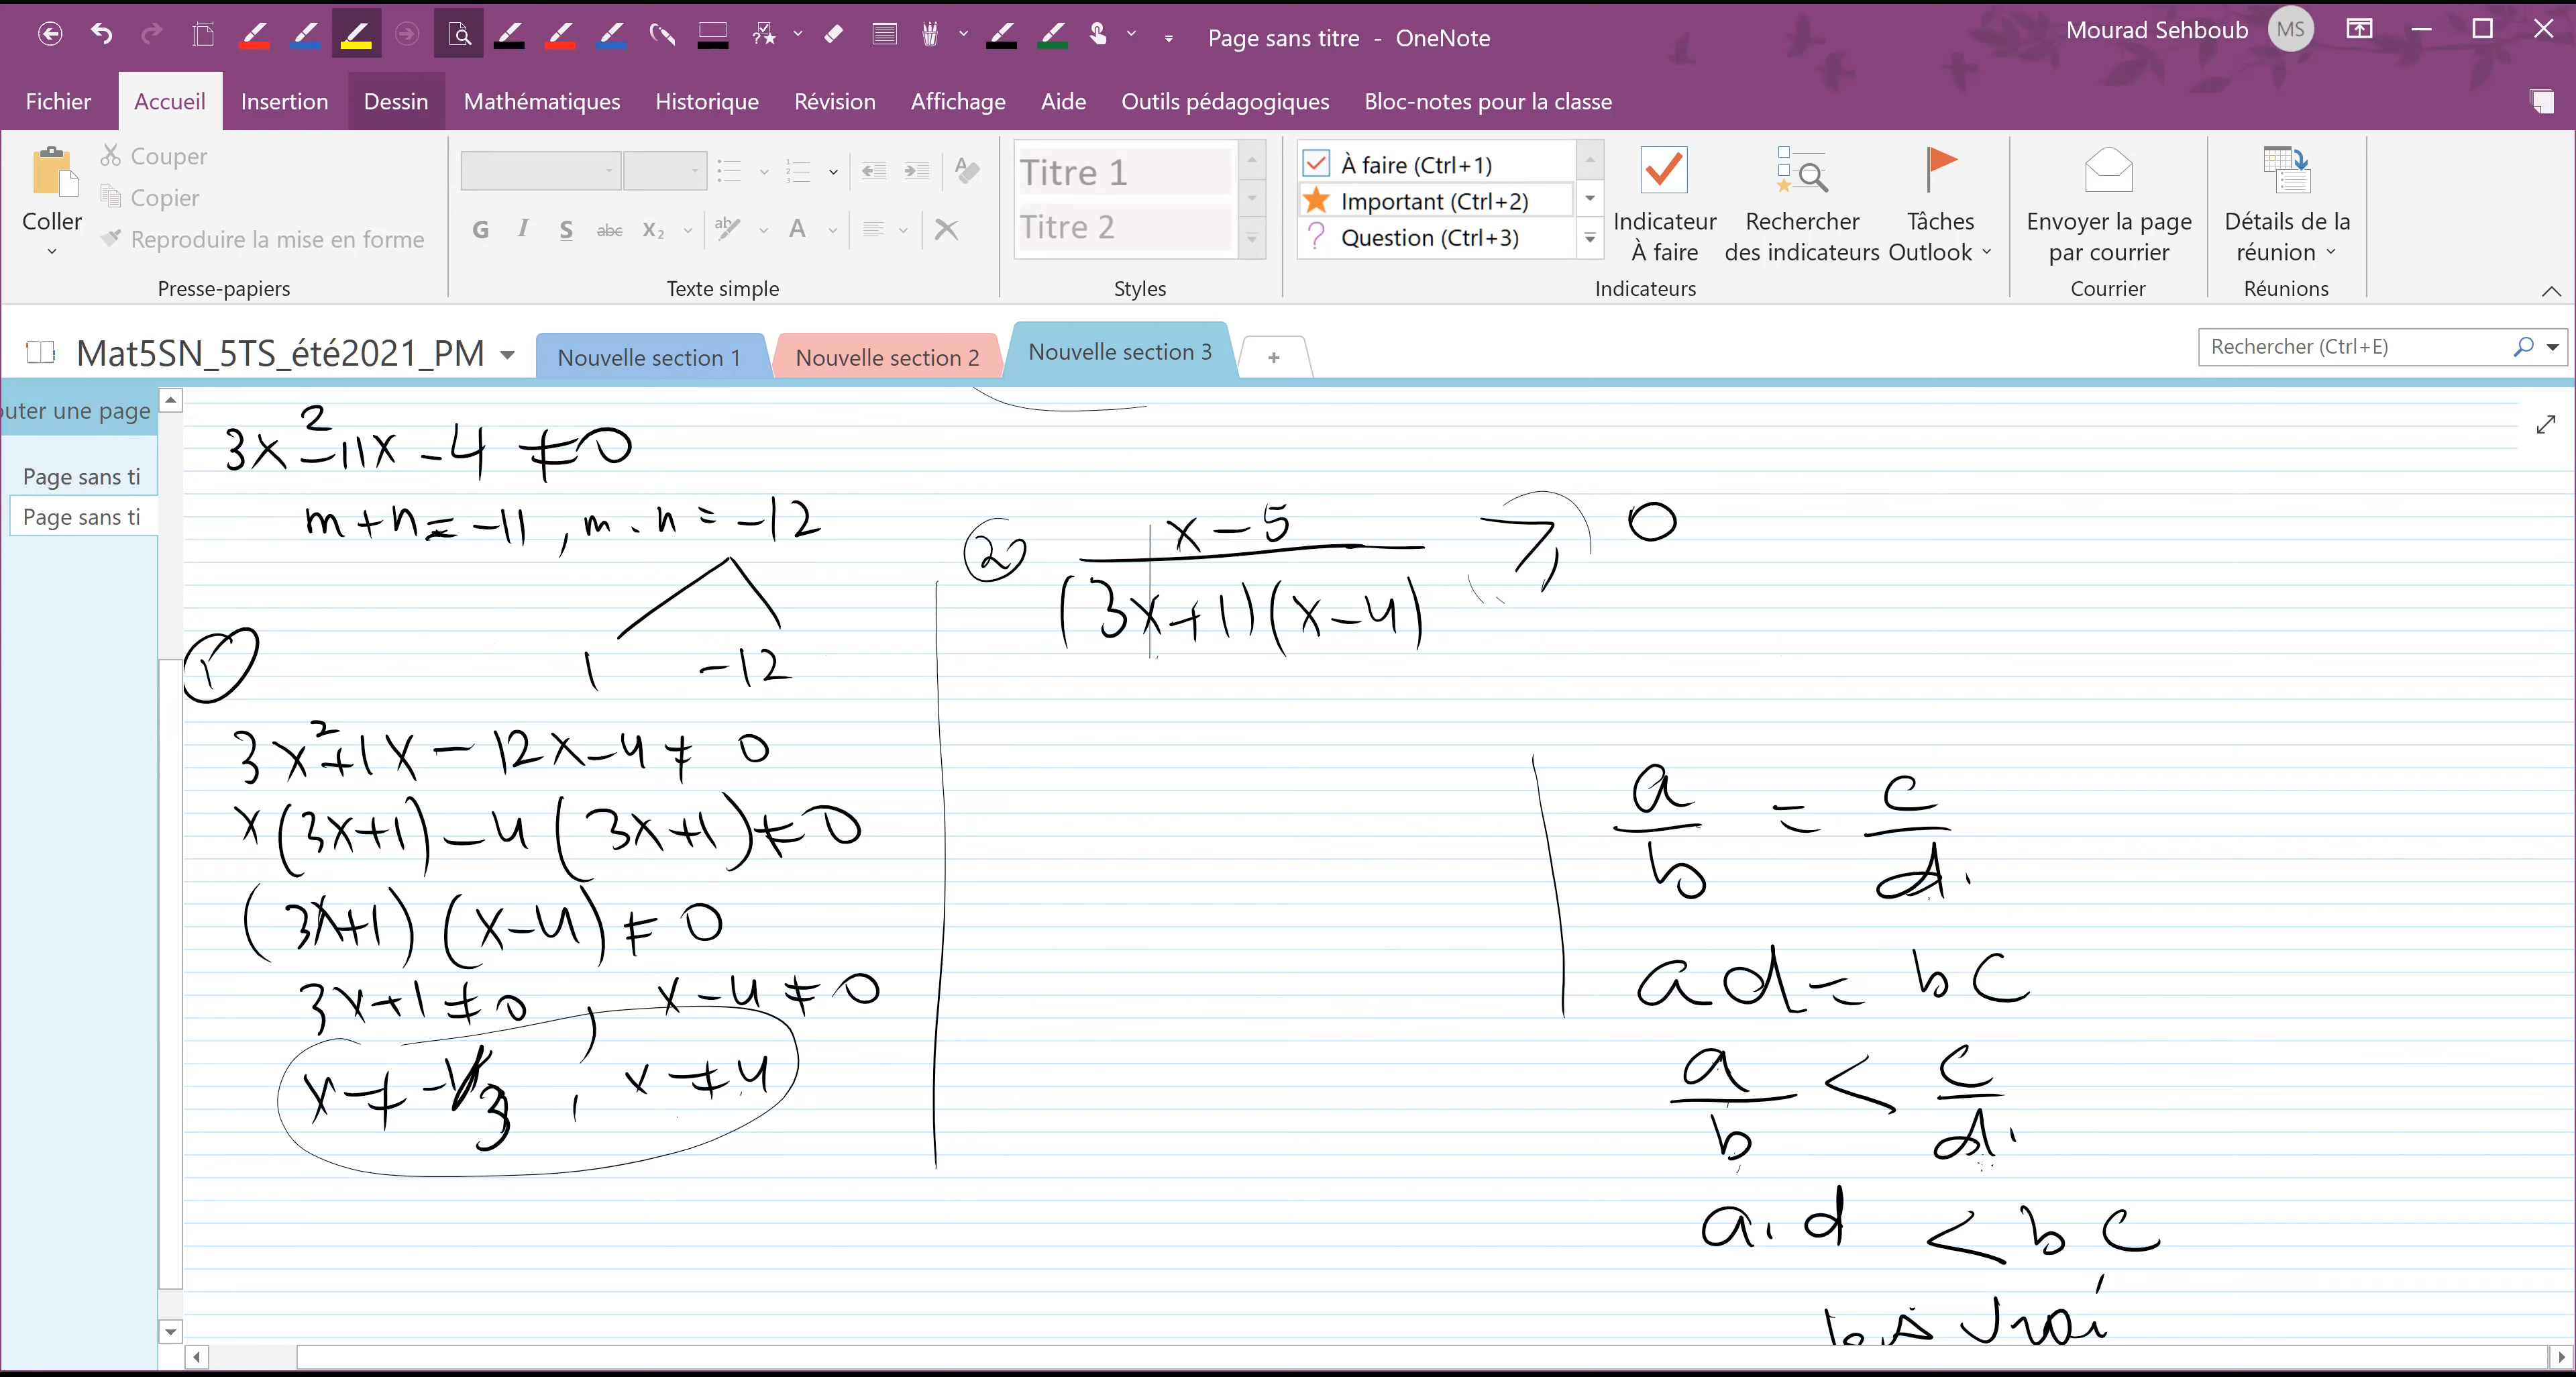 Page sans titre - OneNote
Mourad Sehboub MS
Fichier Accueil Insertion Dessin Mathématiques Historique Révision Affichage Aide Outils pédagogiques Bloc-notes pour la classe
Coller
Couper
Copier
Reproduire la mise en forme
Presse-papiers
G I S abc X₂ A
Texte simple
Titre 1
Titre 2
Styles
À faire (Ctrl+1)
Important (Ctrl+2)
Question (Ctrl+3)
Indicateur À faire
Rechercher des indicateurs
Tâches Outlook
Indicateurs
Envoyer la page par courrier
Courrier
Détails de la réunion
Réunions
Mat5SN_5TS_été2021_PM Nouvelle section 1 Nouvelle section 2 Nouvelle section 3 +
Rechercher (Ctrl+E)
outer une page
Page sans ti
Page sans ti
3x² - 11x - 4 ≠ 0
m + n = -11 , m . n = -12
1 -12
①
3x² + 1x - 12x - 4 ≠ 0
x(3x+1) - 4(3x+1) ≠ 0
(3x+1)(x-4) ≠ 0
3x+1 ≠ 0 , x-4 ≠ 0
x ≠ -1/3 , x ≠ 4
② x-5 / (3x+1)(x-4) ⩾ 0
a/b = c/d
ad = bc
a/b < c/d
a.d < bc
vrai